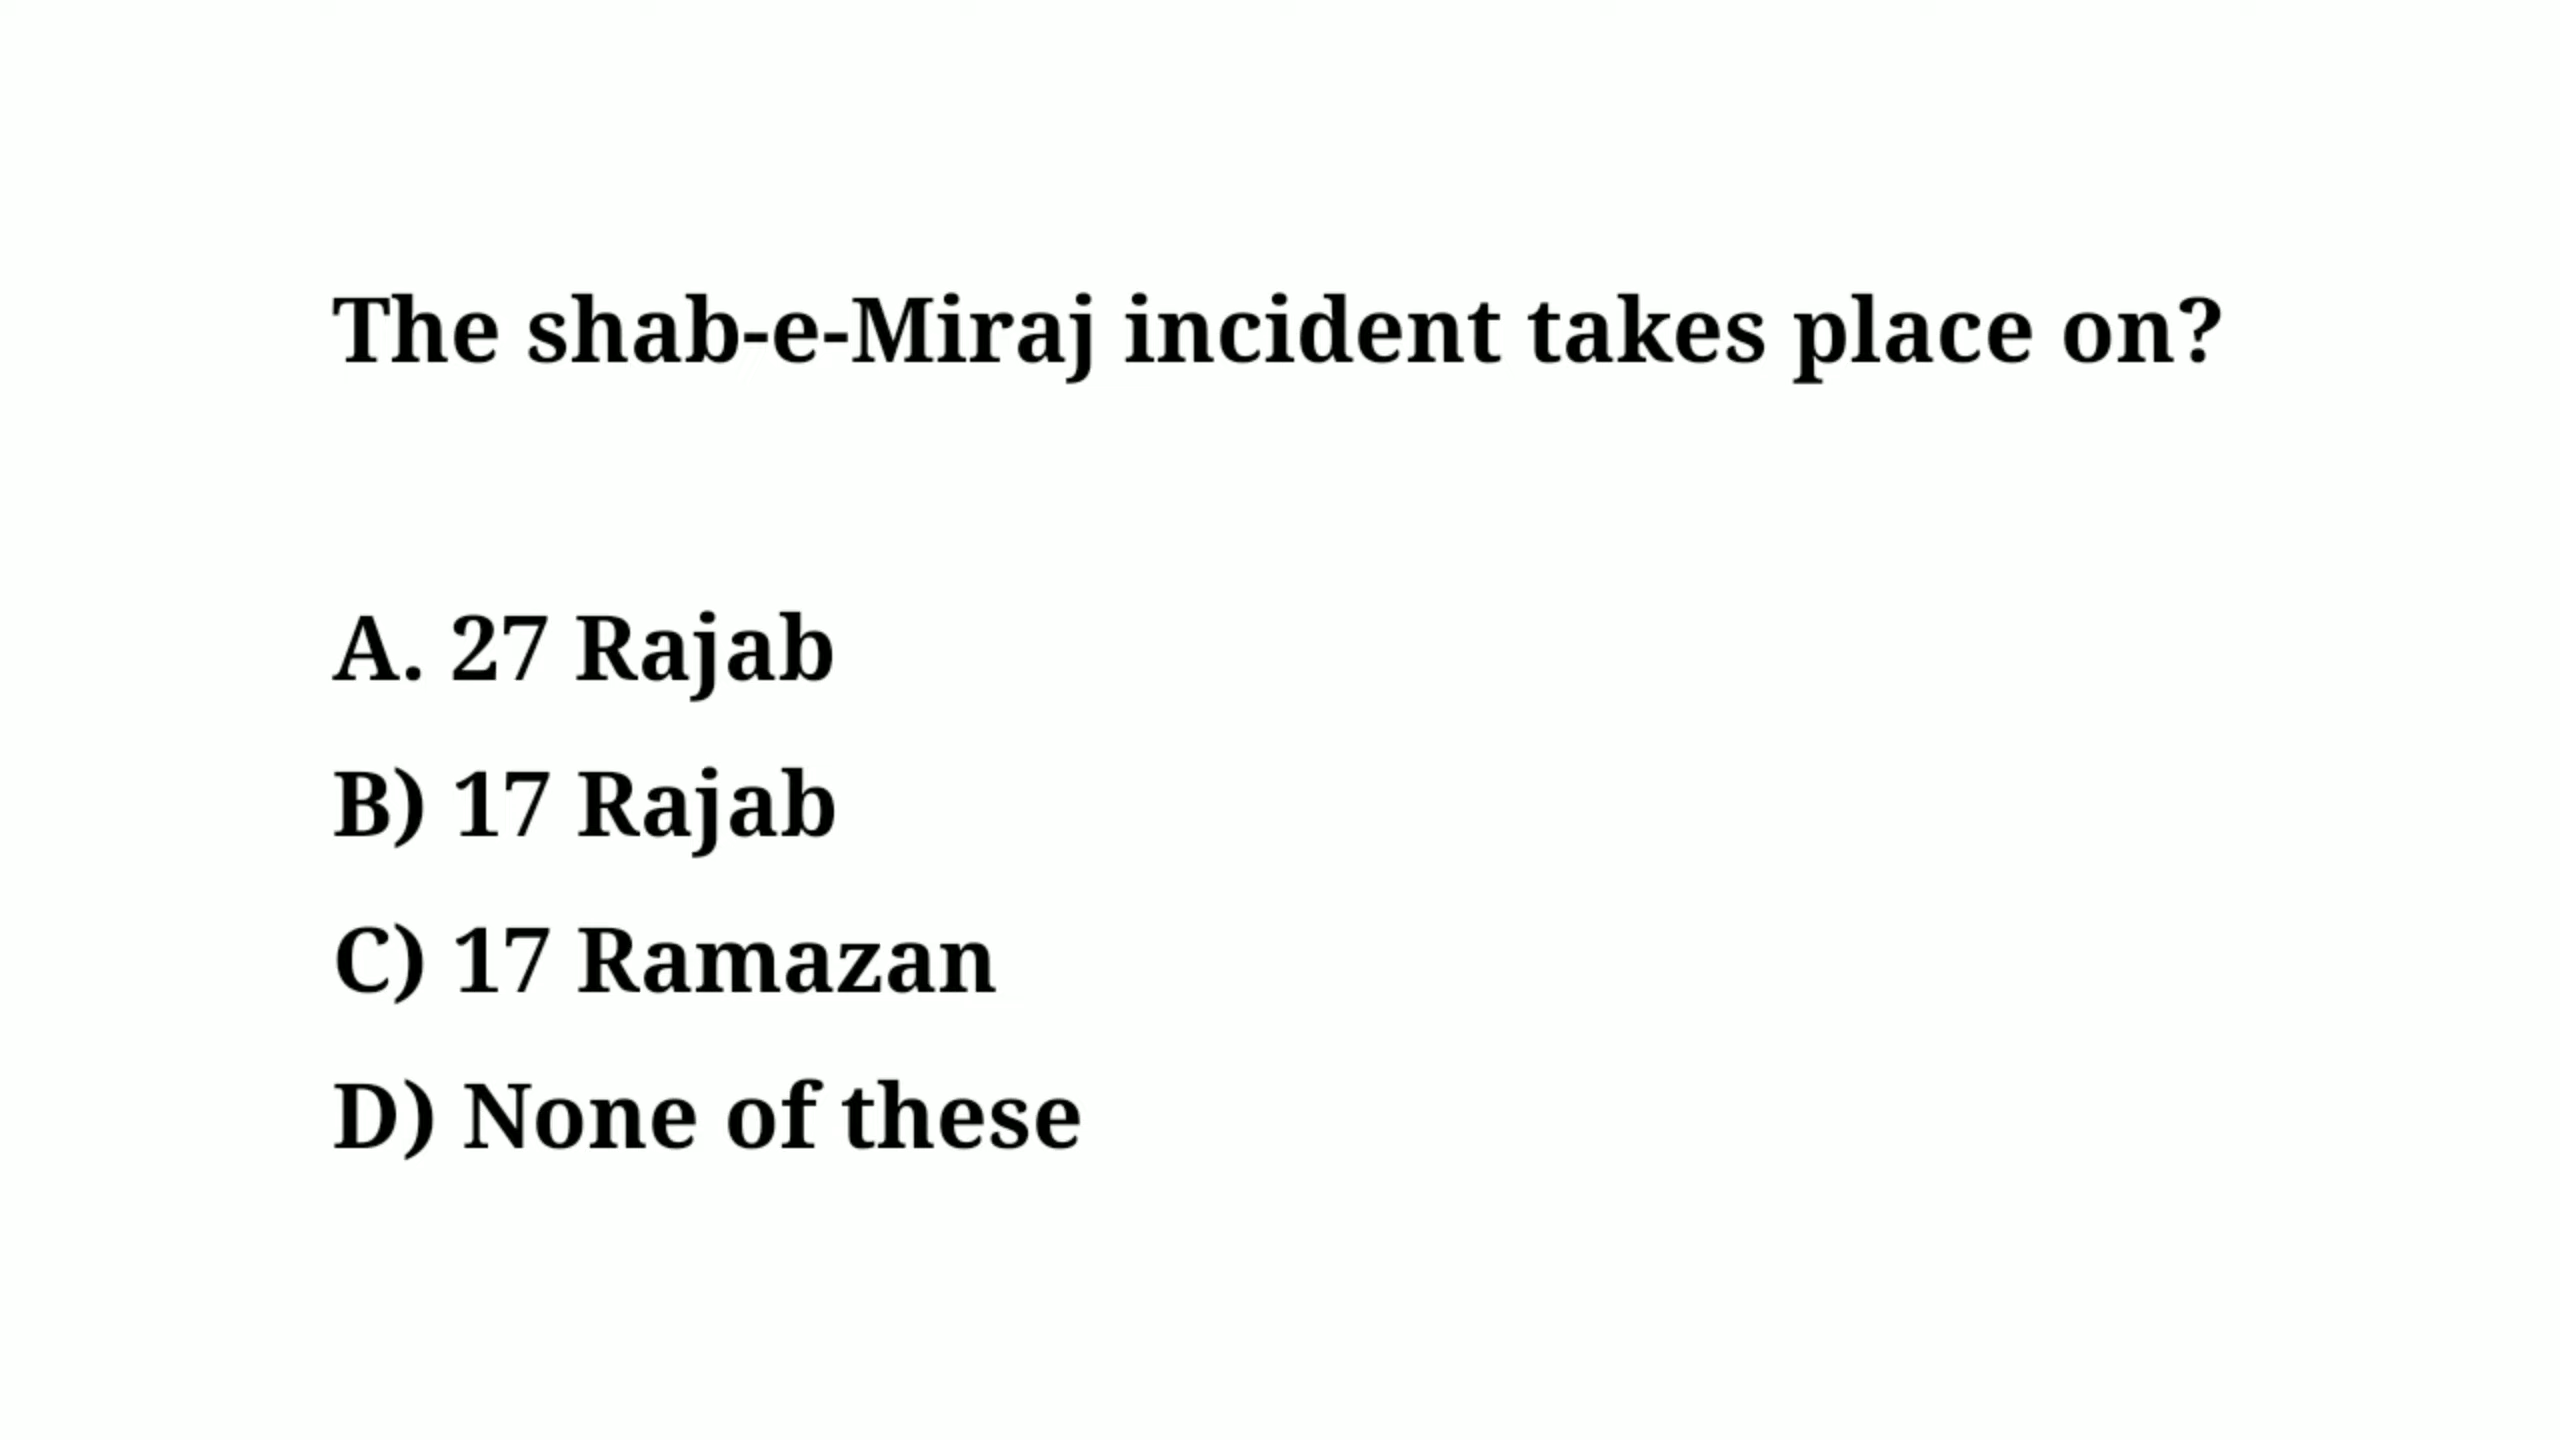 The shab-e-Miraj incident takes place on?
A. 27 Rajab
B) 17 Rajab
C) 17 Ramazan
D) None of these